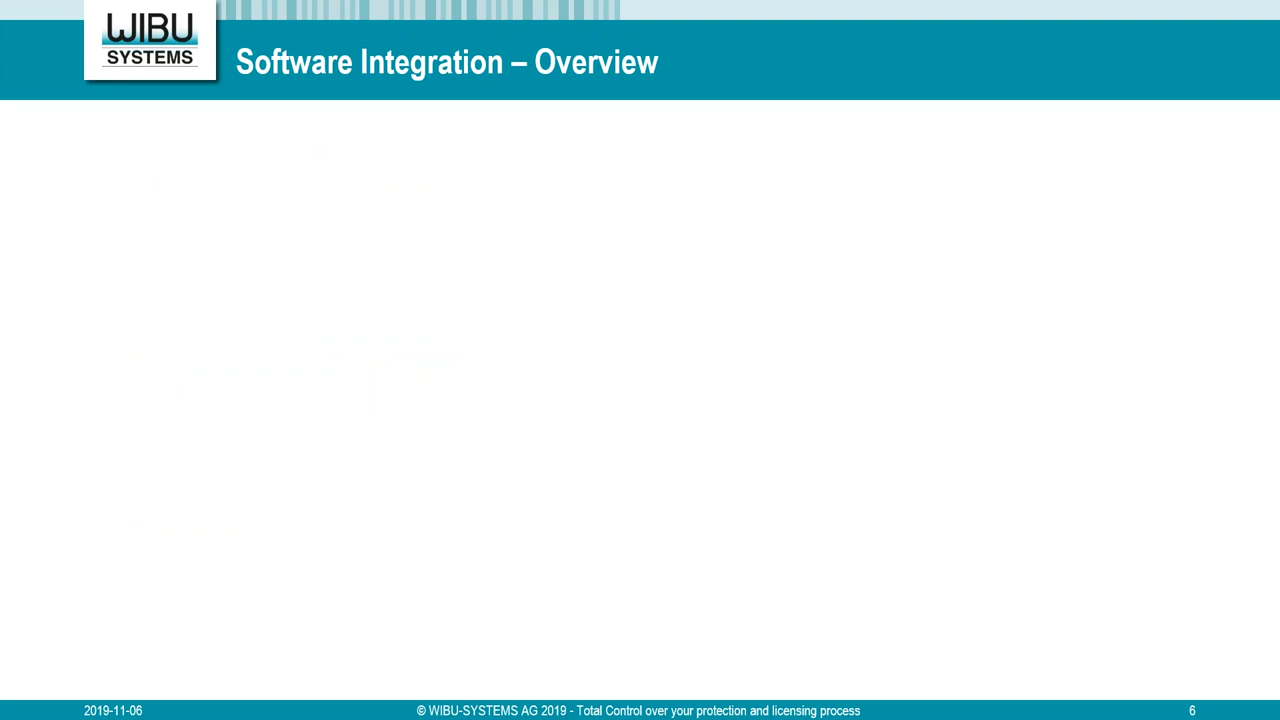 WIBU
SYSTEMS
Software Integration – Overview
2019-11-06
© WIBU-SYSTEMS AG 2019 - Total Control over your protection and licensing process
6